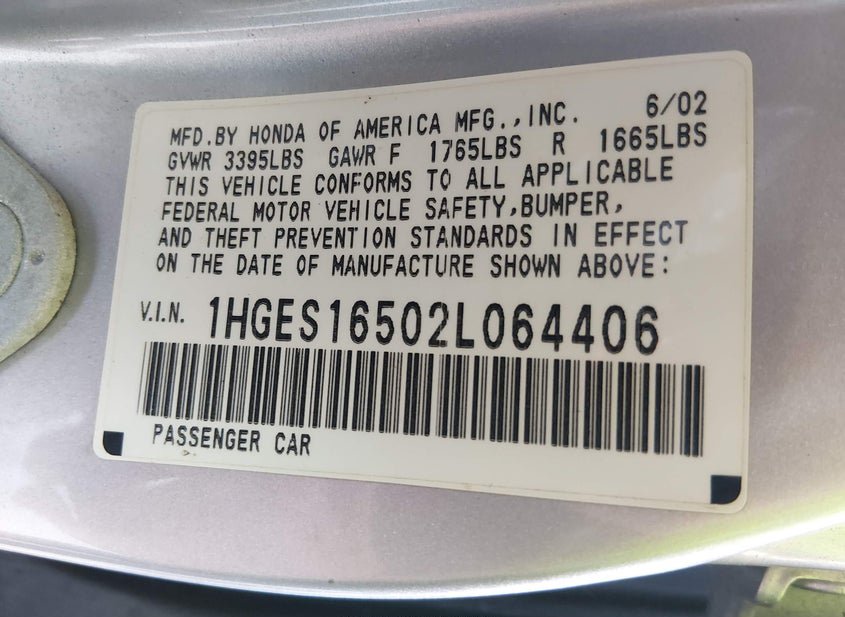 MFD.BY HONDA OF AMERICA MFG.,INC. 6/02
GVWR 3395LBS GAWR F 1765LBS R 1665LBS
THIS VEHICLE CONFORMS TO ALL APPLICABLE
FEDERAL MOTOR VEHICLE SAFETY,BUMPER,
AND THEFT PREVENTION STANDARDS IN EFFECT
ON THE DATE OF MANUFACTURE SHOWN ABOVE:
V.I.N. 1HGES16502L064406
PASSENGER CAR